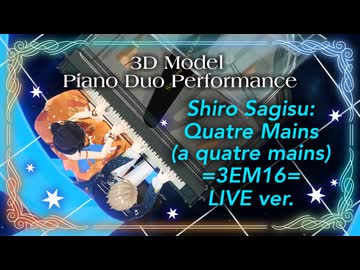 3D Model
Piano Duo Performance
Shiro Sagisu:
Quatre Mains
(a quatre mains)
=3EM16=
LIVE ver.